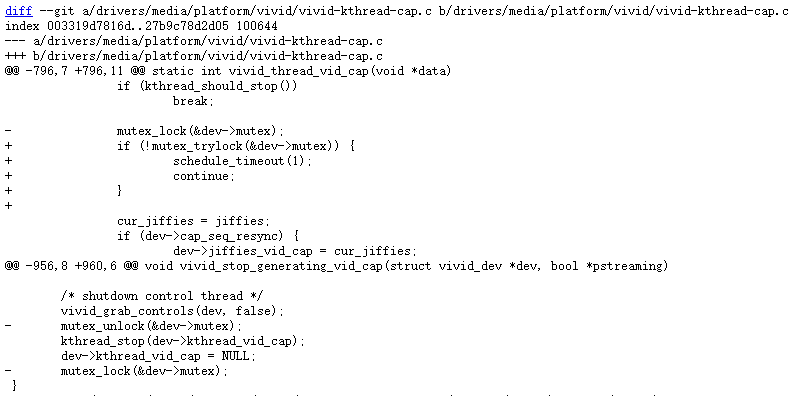 diff --git a/drivers/media/platform/vivid/vivid-kthread-cap.c b/drivers/media/platform/vivid/vivid-kthread-cap.c
index 003319d7816d..27b9c78d2d05 100644
--- a/drivers/media/platform/vivid/vivid-kthread-cap.c
+++ b/drivers/media/platform/vivid/vivid-kthread-cap.c
@@ -796,7 +796,11 @@ static int vivid_thread_vid_cap(void *data)
                if (kthread_should_stop())
                        break;

-               mutex_lock(&dev->mutex);
+               if (!mutex_trylock(&dev->mutex)) {
+                       schedule_timeout(1);
+                       continue;
+               }
+
                cur_jiffies = jiffies;
                if (dev->cap_seq_resync) {
                        dev->jiffies_vid_cap = cur_jiffies;
@@ -956,8 +960,6 @@ void vivid_stop_generating_vid_cap(struct vivid_dev *dev, bool *pstreaming)

        /* shutdown control thread */
        vivid_grab_controls(dev, false);
-       mutex_unlock(&dev->mutex);
        kthread_stop(dev->kthread_vid_cap);
        dev->kthread_vid_cap = NULL;
-       mutex_lock(&dev->mutex);
 }